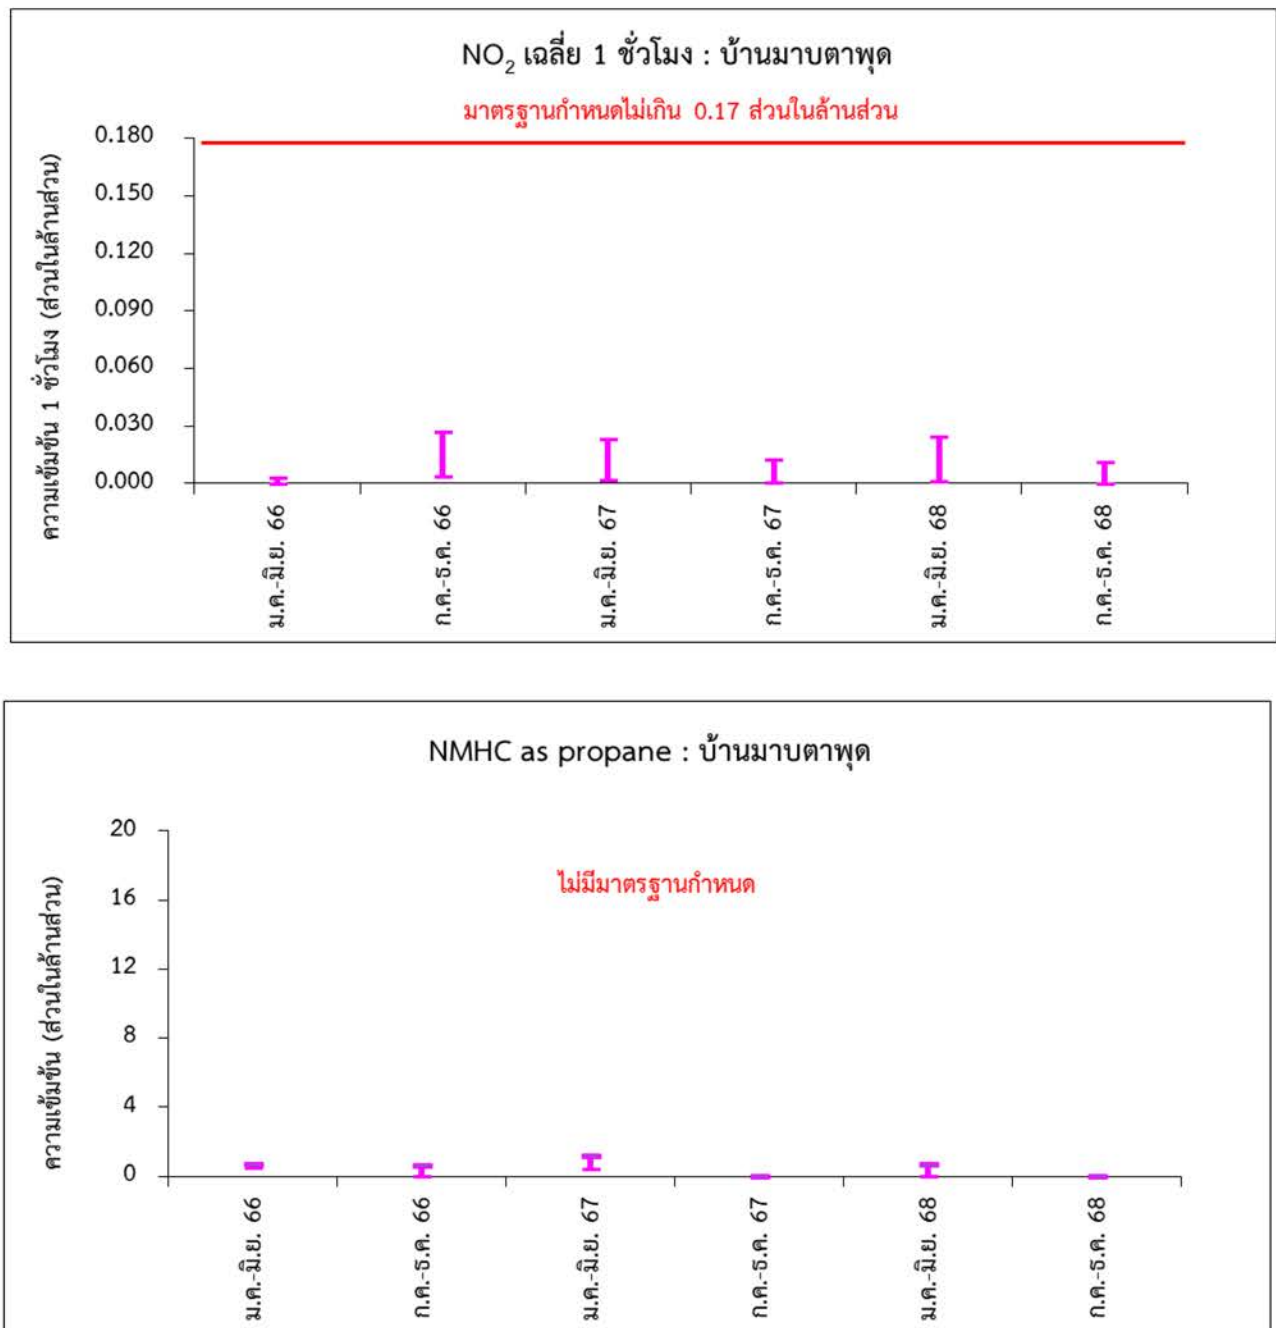 NO₂ เฉลี่ย 1 ชั่วโมง : บ้านมาบตาพุด
มาตรฐานกำหนดไม่เกิน 0.17 ส่วนในล้านส่วน
ความเข้มข้น 1 ชั่วโมง (ส่วนในล้านส่วน)
0.180
0.150
0.120
0.090
0.060
0.030
0.000
ม.ค.-มิ.ย. 66
ก.ค.-ธ.ค. 66
ม.ค.-มิ.ย. 67
ก.ค.-ธ.ค. 67
ม.ค.-มิ.ย. 68
ก.ค.-ธ.ค. 68
NMHC as propane : บ้านมาบตาพุด
ไม่มีมาตรฐานกำหนด
ความเข้มข้น (ส่วนในล้านส่วน)
20
16
12
8
4
0
ม.ค.-มิ.ย. 66
ก.ค.-ธ.ค. 66
ม.ค.-มิ.ย. 67
ก.ค.-ธ.ค. 67
ม.ค.-มิ.ย. 68
ก.ค.-ธ.ค. 68